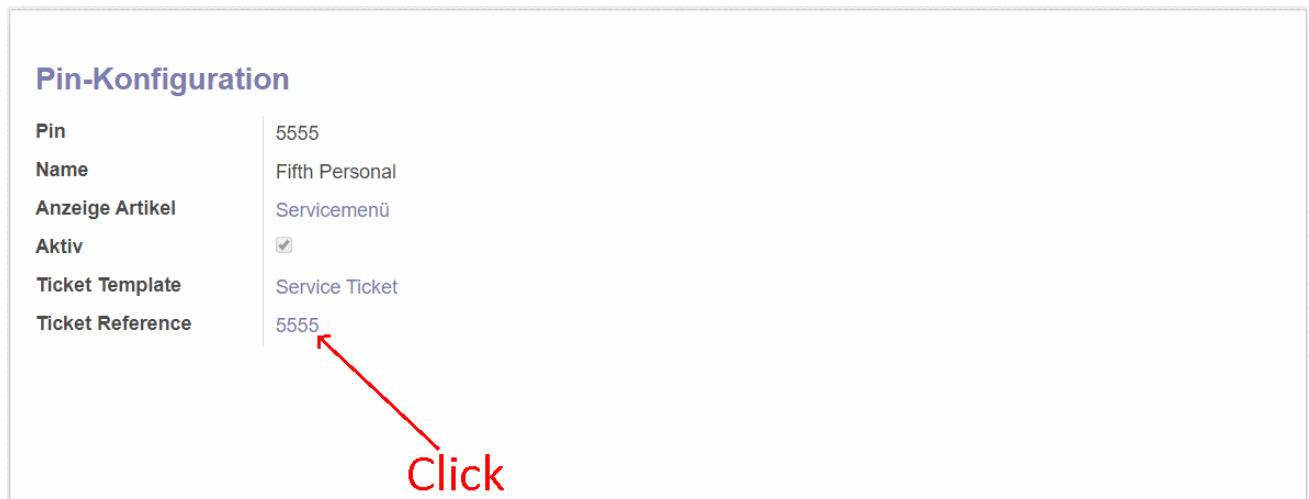 Pin-Konfiguration
Pin 5555
Name Fifth Personal
Anzeige Artikel Servicemenü
Aktiv
Ticket Template Service Ticket
Ticket Reference 5555
Click